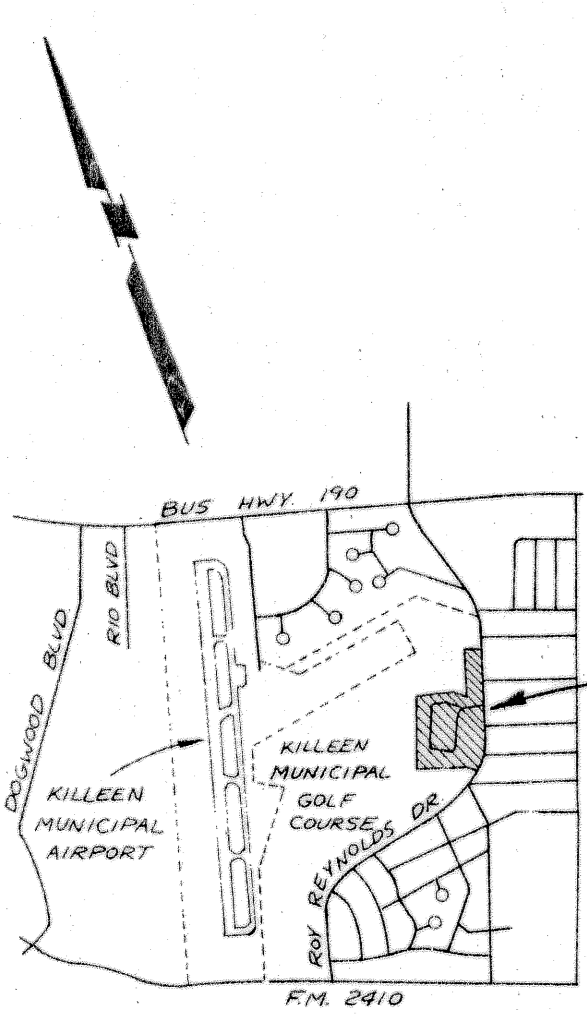 BUS HWY. 190
RIO BLVD
DOGWOOD BLVD.
KILLEEN
MUNICIPAL
AIRPORT
KILLEEN
MUNICIPAL
GOLF
COURSE
ROY REYNOLDS DR.
F.M. 2410